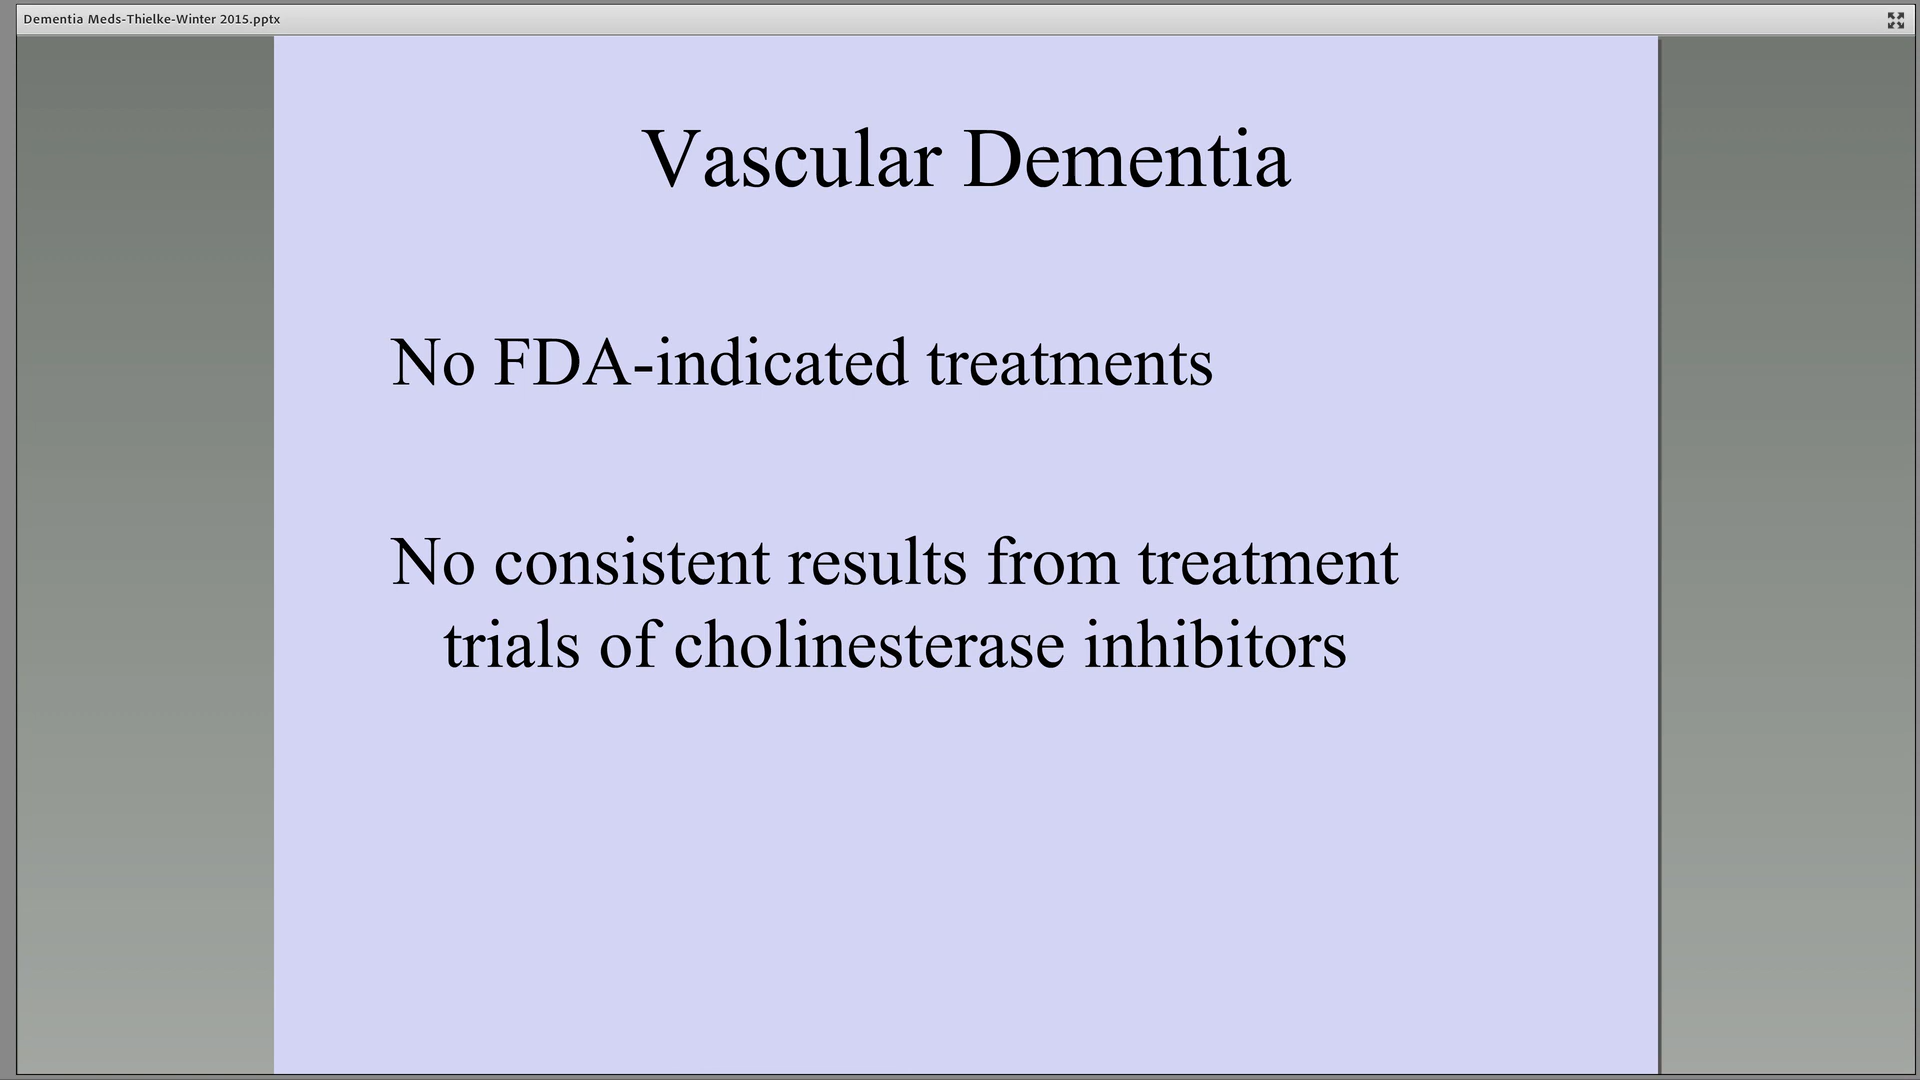 Dementia Meds-Thielke-Winter 2015.pptx
Vascular Dementia
No FDA-indicated treatments
No consistent results from treatment
trials of cholinesterase inhibitors